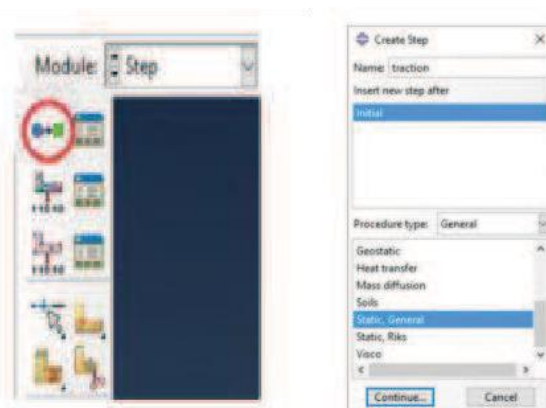 Module: Step
Create Step
Name: traction
Insert new step after
Initial
Procedure type: General
Geostatic
Heat transfer
Mass diffusion
Soils
Static, General
Static, Riks
Visco
Continue...
Cancel